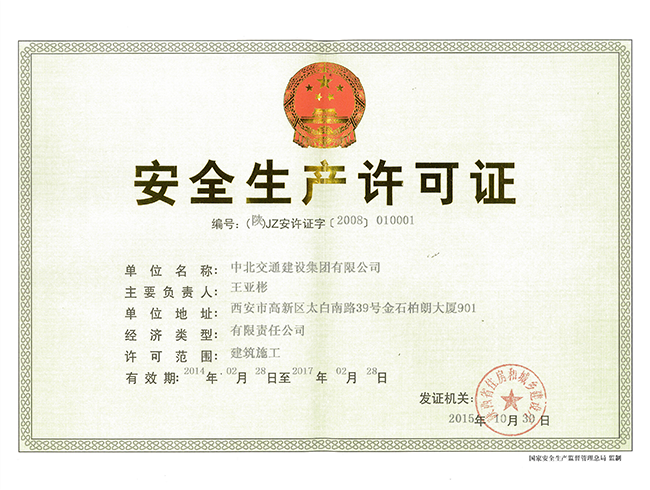 安全生产许可证
编号：(陕)JZ安许证字〔2008〕010001
单位名称：中北交通建设集团有限公司
主要负责人：王亚彬
单位地址：西安市高新区太白南路39号金石柏朗大厦901
经济类型：有限责任公司
许可范围：建筑施工
有效期：2014年02月28日至2017年02月28日
发证机关：
陕西省住房和城乡建设
2015年10月30日
国家安全生产监督管理总局 监制